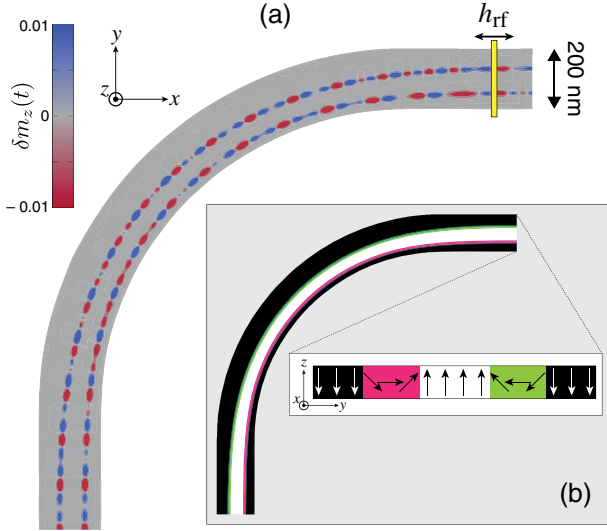 (a)
h_rf
0.01
0
− 0.01
δm_z(t)
y
z
x
200 nm
z
x
y
(b)